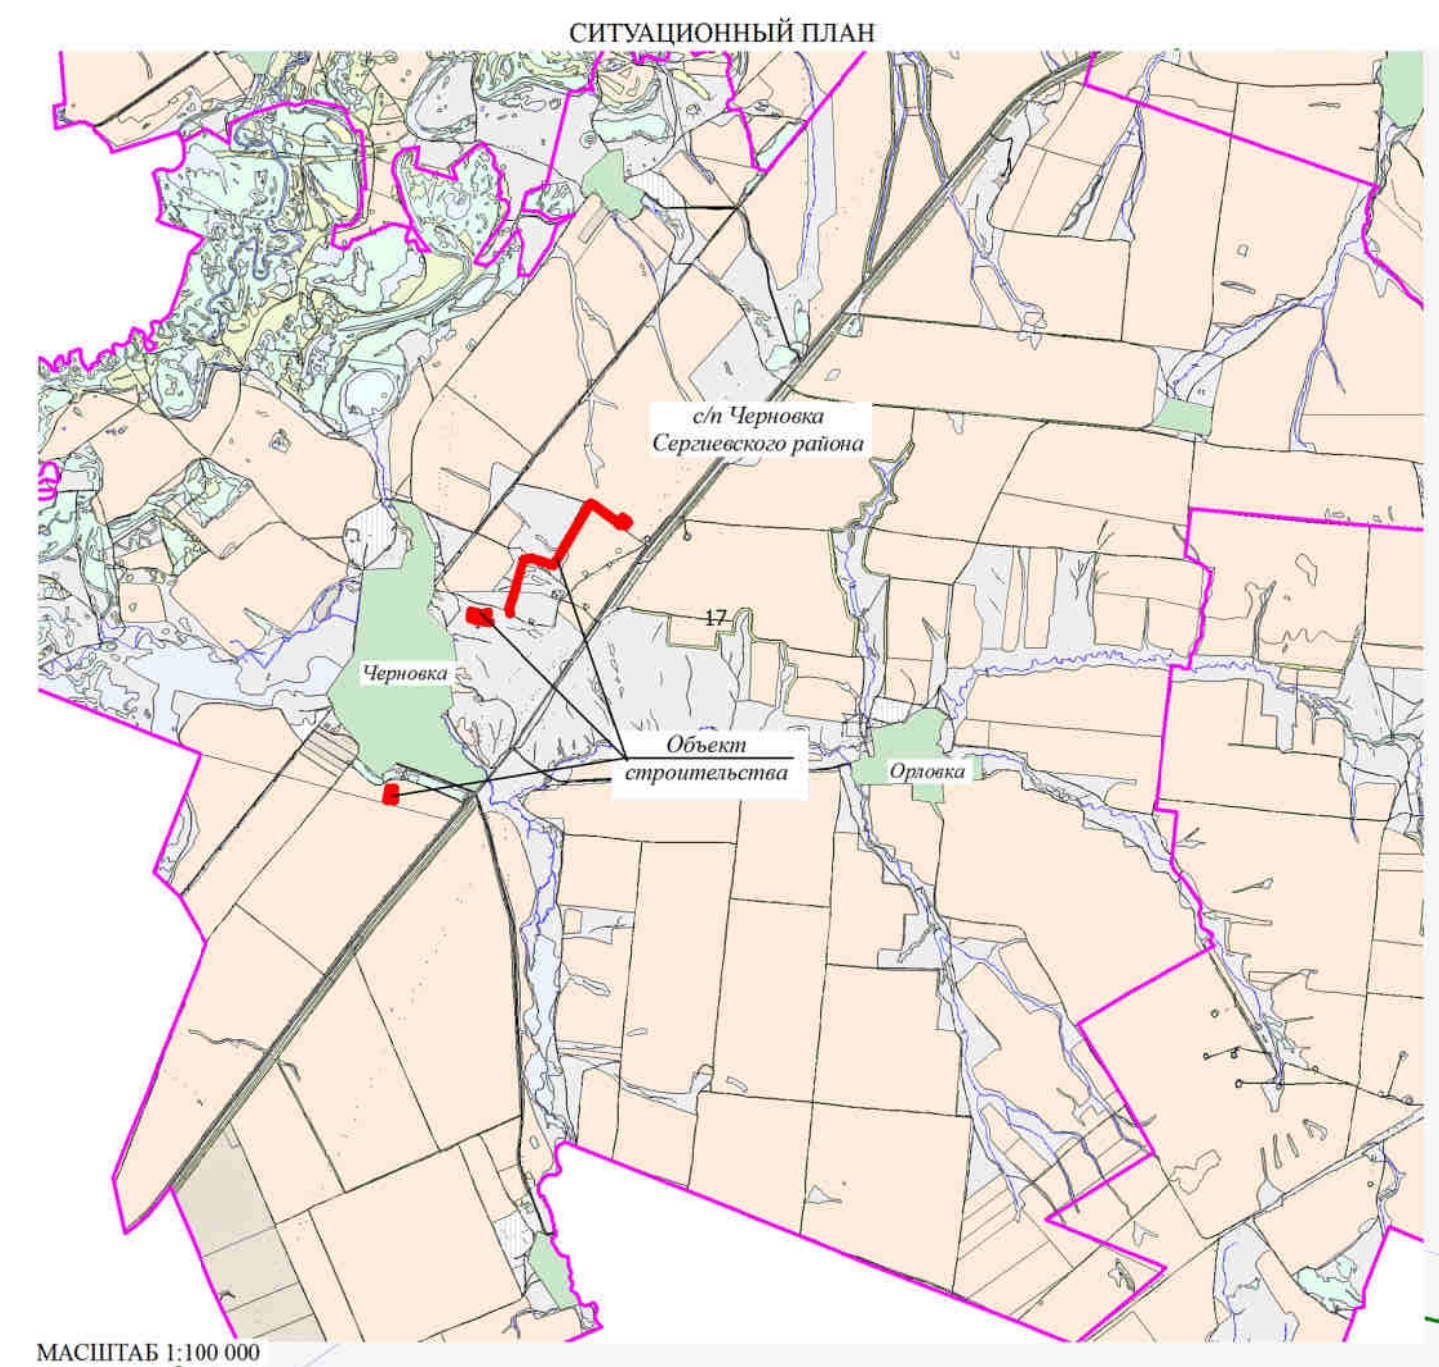 СИТУАЦИОННЫЙ ПЛАН
с/п Черновка
Сергиевского района
17
Черновка
Объект
строительства
Орловка
МАСШТАБ 1:100 000